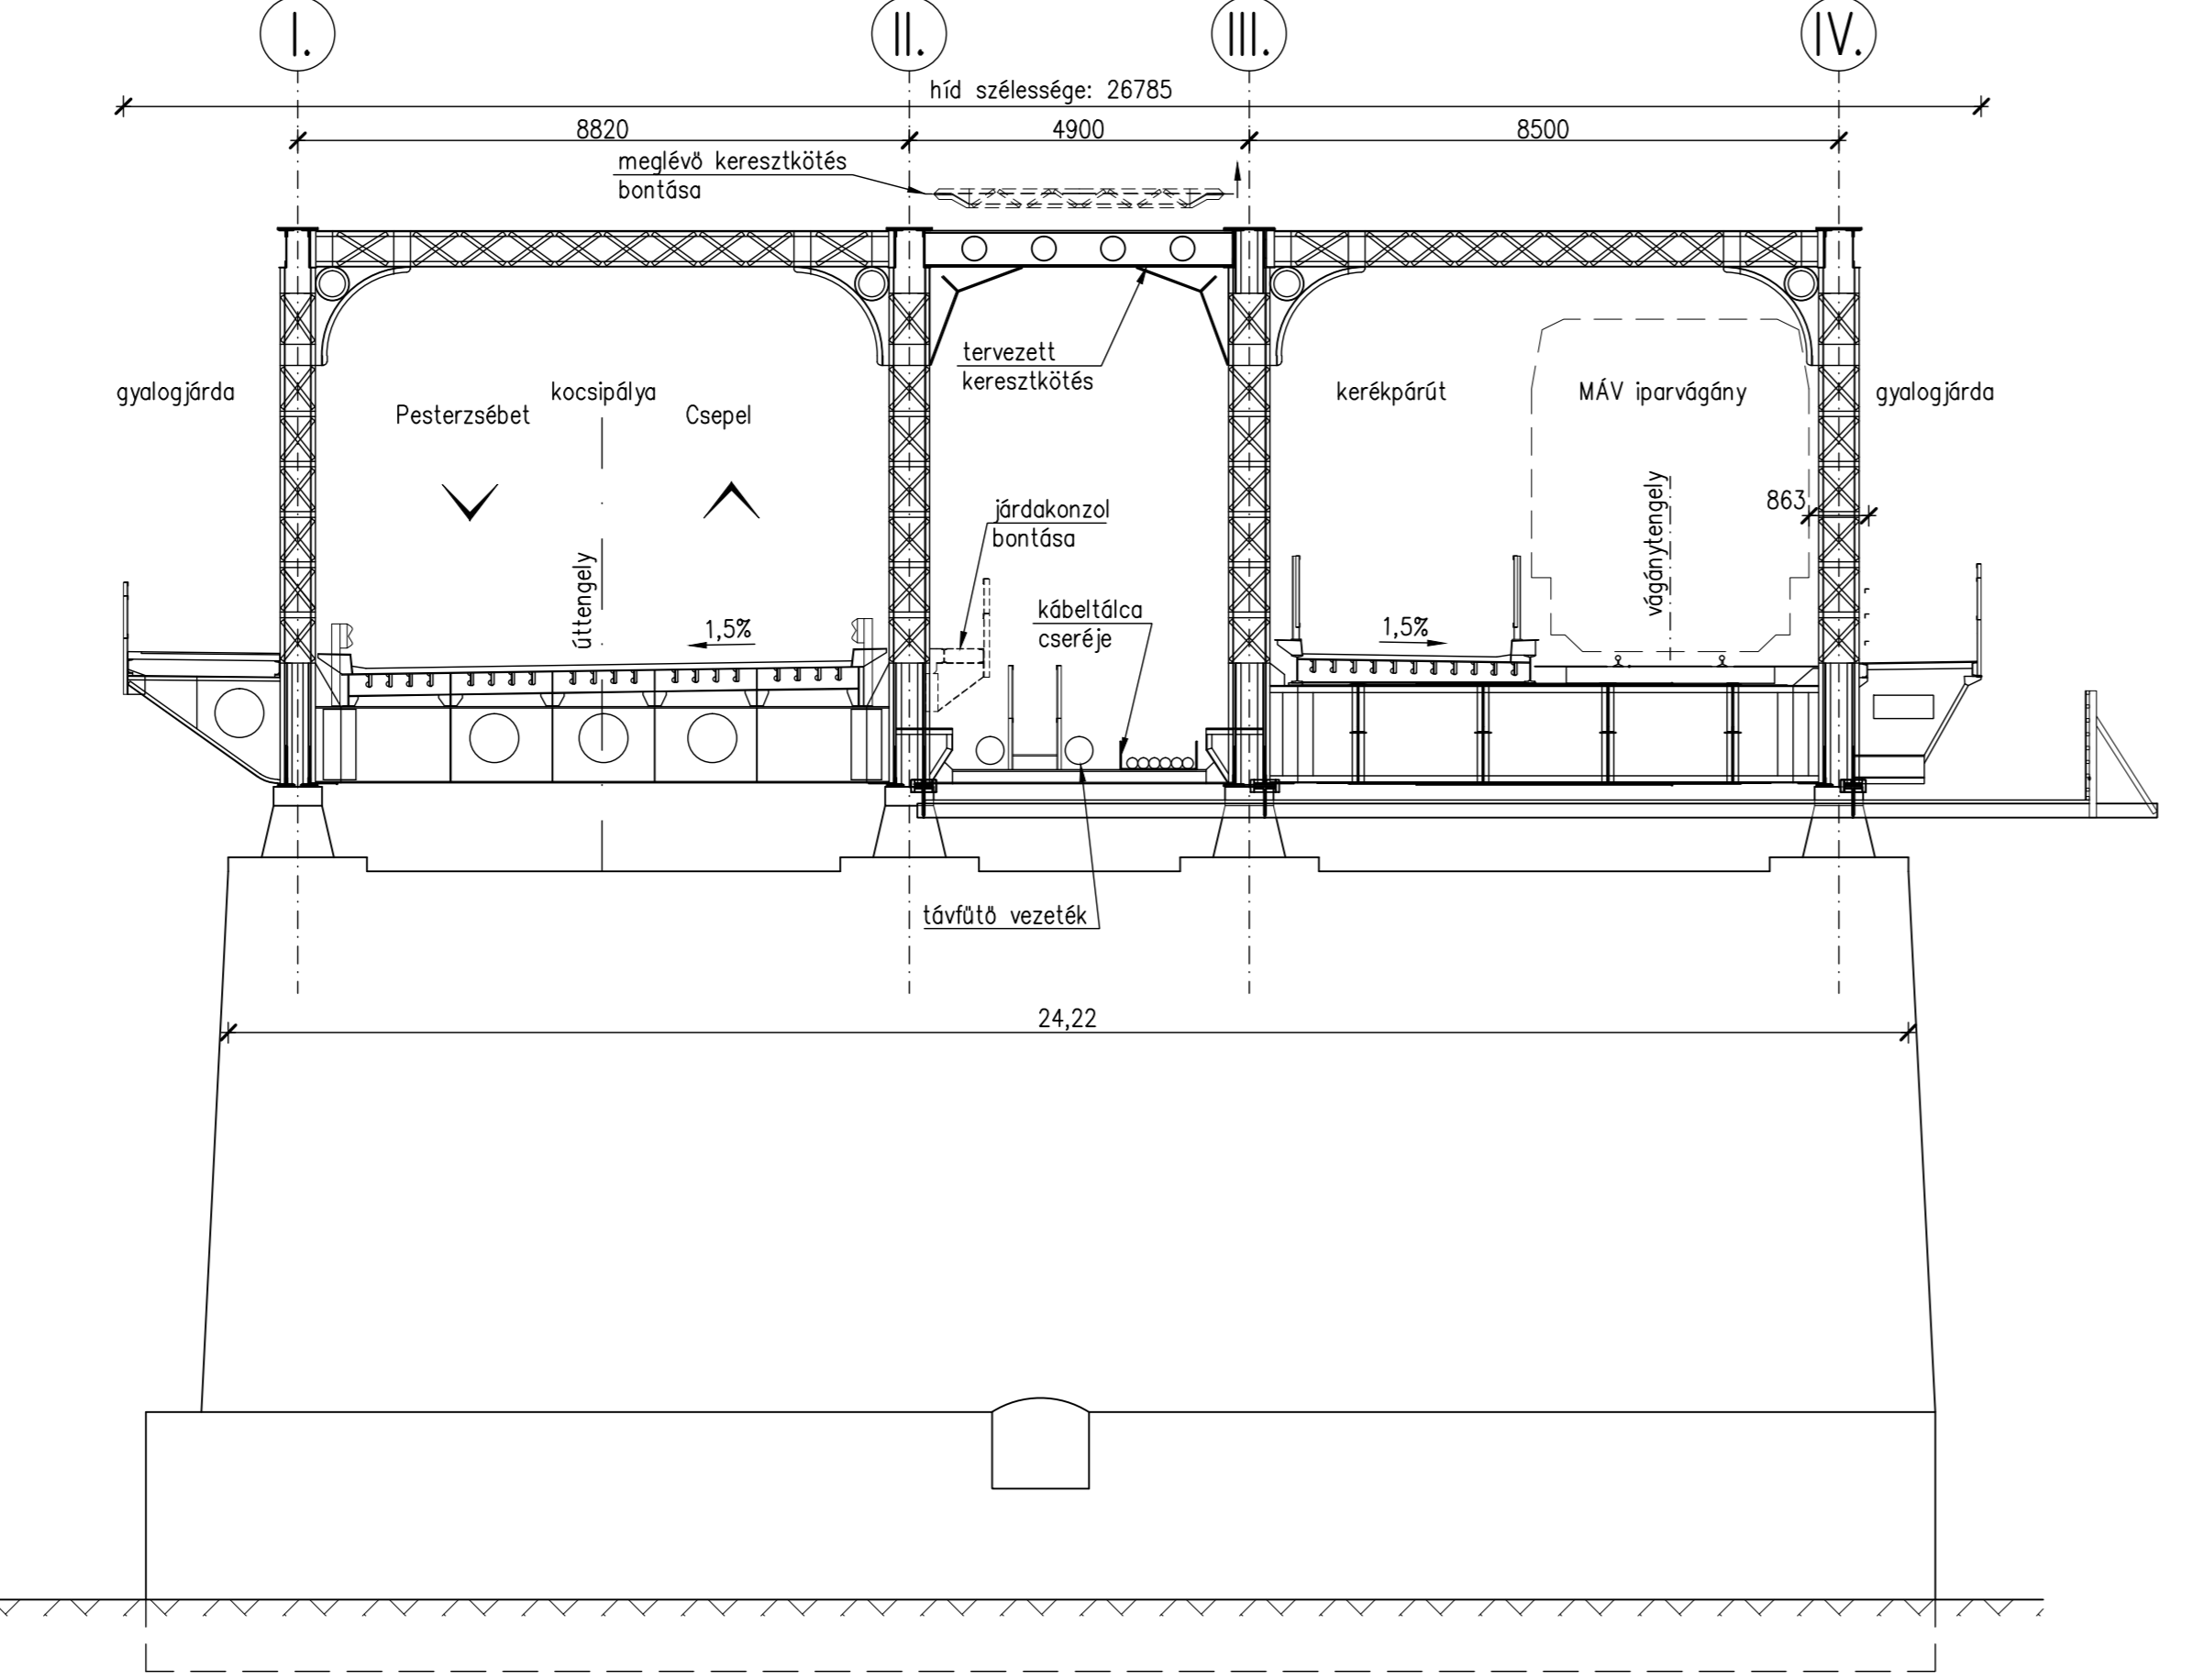 I.
II.
III.
IV.
híd szélessége: 26785
8820
4900
8500
meglévő keresztkötés
bontása
tervezett
keresztkötés
gyalogjárda
kocsipálya
Pesterzsébet
Csepel
kerékpárút
MÁV iparvágány
gyalogjárda
863
járdakonzol
bontása
úttengely
vágánytengely
kábeltálca
cseréje
1,5%
1,5%
távfűtő vezeték
24,22